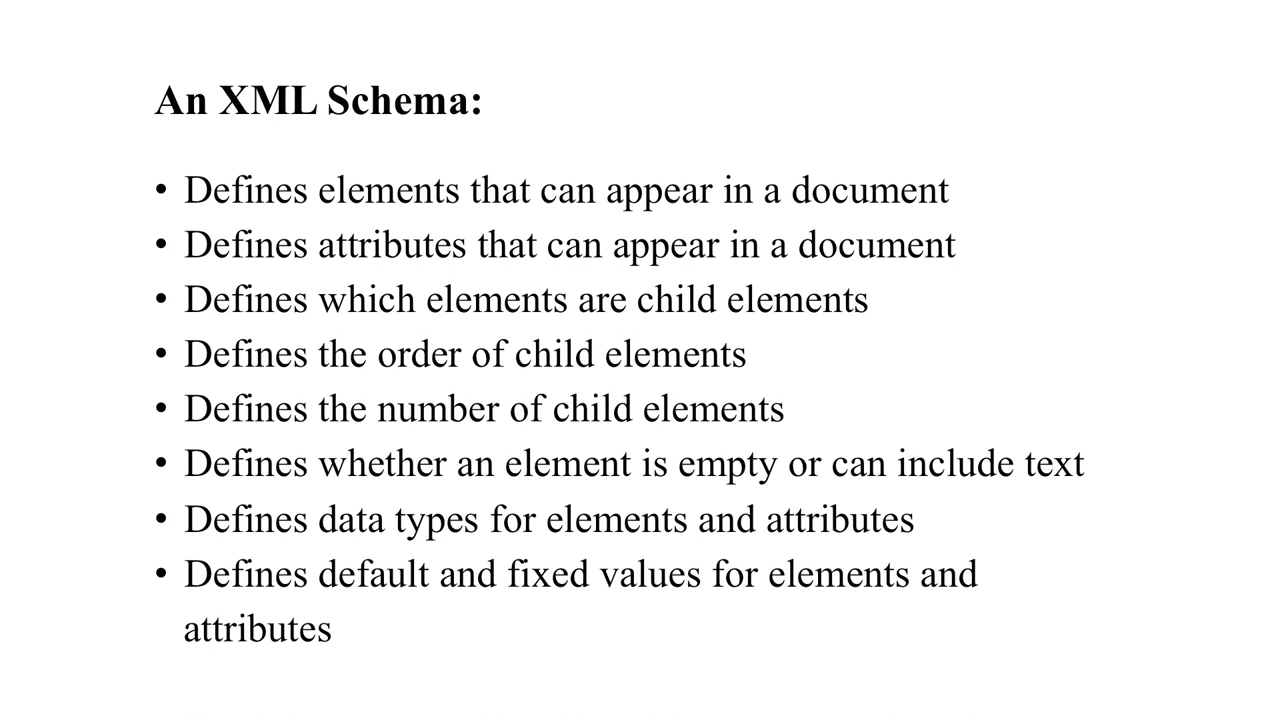 An XML Schema:
• Defines elements that can appear in a document
• Defines attributes that can appear in a document
• Defines which elements are child elements
• Defines the order of child elements
• Defines the number of child elements
• Defines whether an element is empty or can include text
• Defines data types for elements and attributes
• Defines default and fixed values for elements and
attributes